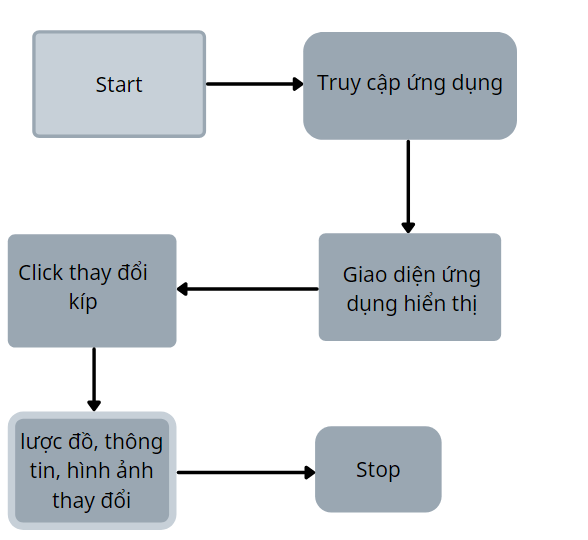 Start
Truy cập ứng dụng
Giao diện ứng
dụng hiển thị
Click thay đổi
kíp
lược đồ, thông
tin, hình ảnh
thay đổi
Stop